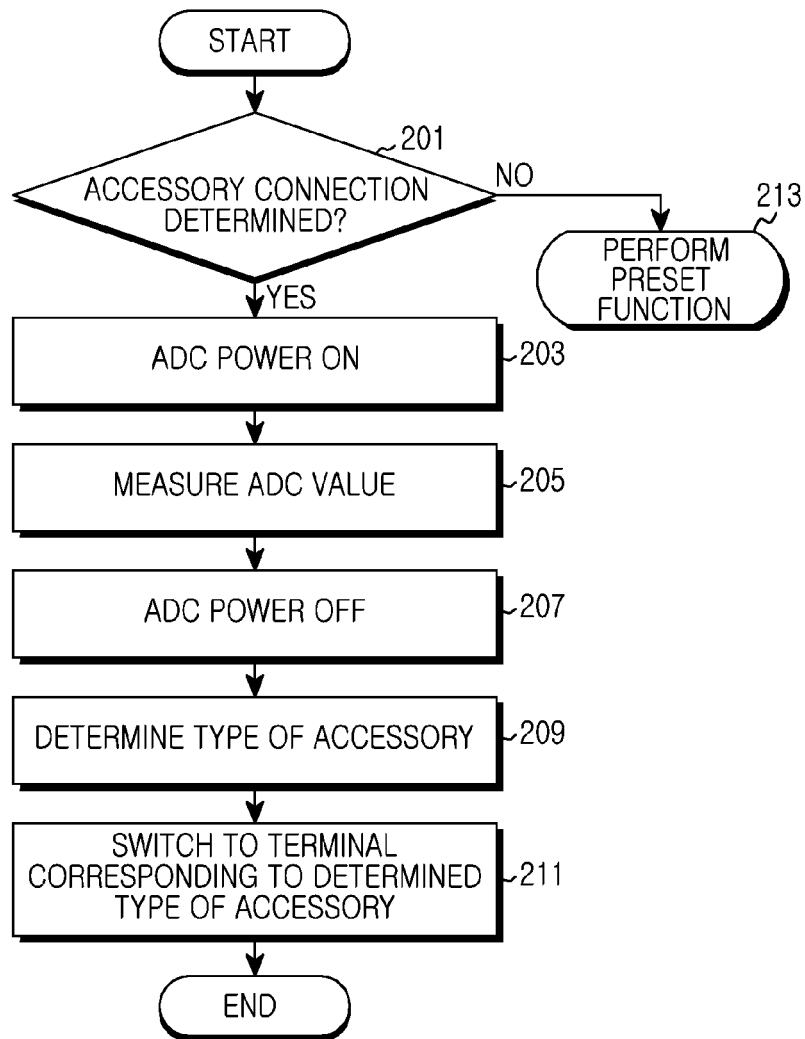 START
201
ACCESSORY CONNECTION
DETERMINED?
NO
213
PERFORM
PRESET
FUNCTION
YES
ADC POWER ON
203
MEASURE ADC VALUE
205
ADC POWER OFF
207
DETERMINE TYPE OF ACCESSORY
209
SWITCH TO TERMINAL
CORRESPONDING TO DETERMINED
TYPE OF ACCESSORY
211
END